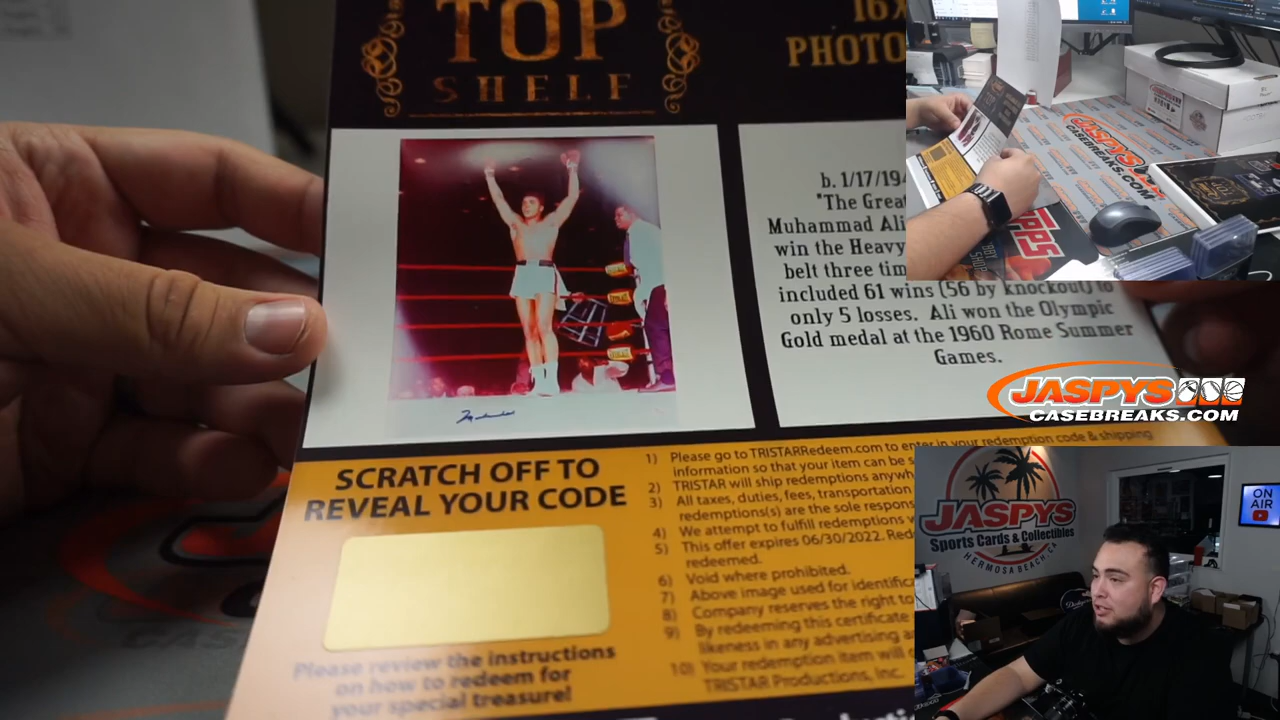 TOP
SHELF
PHOTO
b. 1/17/194
"The Great
Muhammad Ali
win the Heavy
belt three tim
included 61 wins (56 by knockout) to
only 5 losses. Ali won the Olympic
Gold medal at the 1960 Rome Summer
Games.
SCRATCH OFF TO
REVEAL YOUR CODE
Please review the instructions
on how to redeem for
your special treasure!
1) Please go to TRISTARRedeem.com to enter in your redemption code & shipping
information so that your item can be s
2) TRISTAR will ship redemptions anywh
3) All taxes, duties, fees, transportation
redemptions(s) are the sole respons
4) We attempt to fulfill redemptions
5) This offer expires 06/30/2022. Red
redeemed.
6) Void where prohibited.
7) Above image used for identific
8) Company reserves the right to
9) By redeeming this certificate
likeness in any advertising a
10) Your redemption item will
TRISTAR Productions, Inc.
JASPYS
CASEBREAKS.COM
TOPPS
JASPYS
CASEBREAKS.COM
JASPYS
Sports Cards & Collectibles
HERMOSA BEACH, CA
ON
AIR